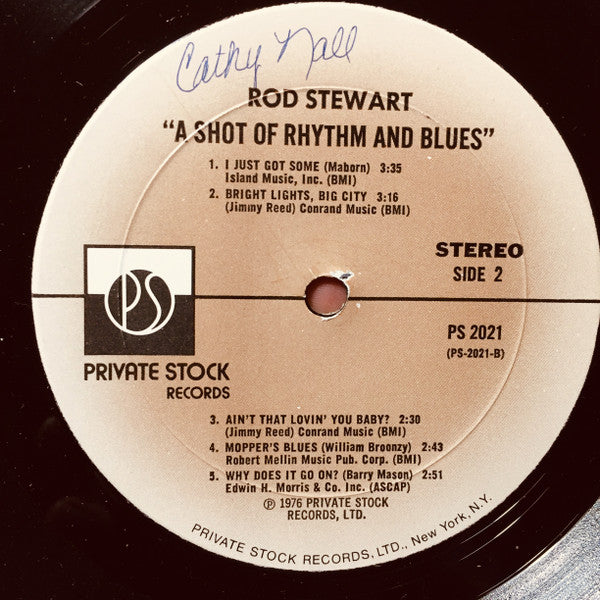 Cathy Nall
ROD STEWART
"A SHOT OF RHYTHM AND BLUES"
1. I JUST GOT SOME (Maborn) 3:35
Island Music, Inc. (BMI)
2. BRIGHT LIGHTS, BIG CITY 3:16
(Jimmy Reed) Conrand Music (BMI)
STEREO
SIDE 2
PS
PS 2021
(PS-2021-B)
PRIVATE STOCK
RECORDS
3. AIN'T THAT LOVIN' YOU BABY? 2:30
(Jimmy Reed) Conrand Music (BMI)
4. MOPPER'S BLUES (William Broonzy) 2:43
Robert Mellin Music Pub. Corp. (BMI)
5. WHY DOES IT GO ON? (Barry Mason) 2:51
Edwin H. Morris & Co. Inc. (ASCAP)
℗ 1976 PRIVATE STOCK
RECORDS, LTD.
PRIVATE STOCK RECORDS, LTD., New York, N.Y.